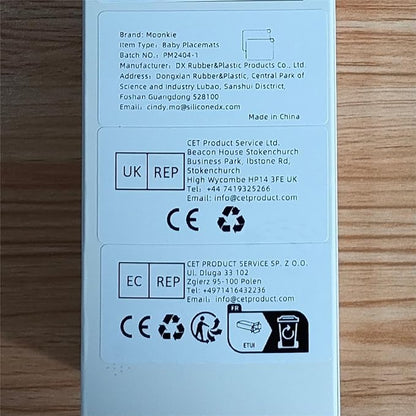 Brand: Moonkie
Item Type: Baby Placemats
Batch NO.: PM2404-1
Manufacturer: DX Rubber&Plastic Products Co., Ltd.
Address: Dongxian Rubber&Plastic, Central Park of
Science and Industry Lubao, Sanshui Disctrict,
Foshan Guangdong 528100
Email: cindy.mo@siliconedx.com
Made in China
UK REP
CET Product Service Ltd.
Beacon House Stokenchurch
Business Park, Ibstone Rd,
Stokenchurch
High Wycombe HP14 3FE UK
Tel: +44 7419325266
Email: info@cetproduct.com
CE
EC REP
CET PRODUCT SERVICE SP. Z O.O.
Ul. Dluga 33 102
Zgierz 95-100 Polen
Tel:+4971416432236
Email:info@cetproduct.com
CE
FR
ETUI